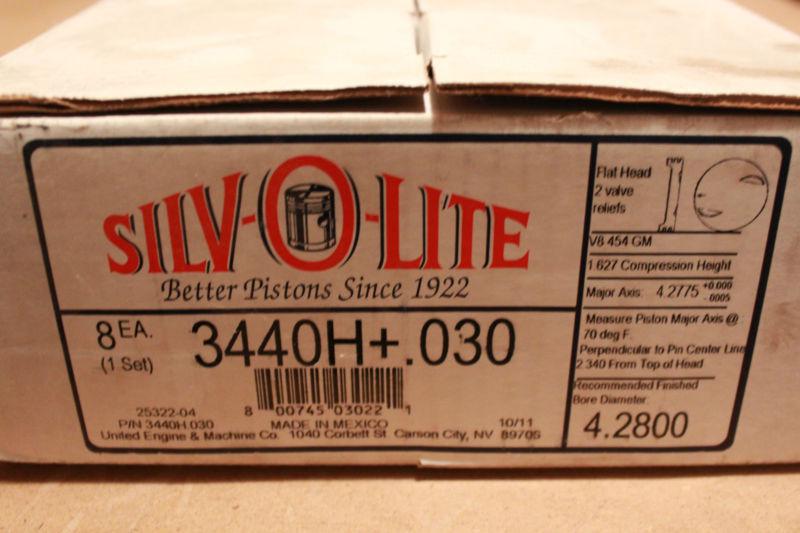 SILV-O-LITE
Better Pistons Since 1922
8 EA.
(1 Set)
3440H+.030
8 00745 03022 1
25322-04
P/N 3440H.030
MADE IN MEXICO
10/11
United Engine & Machine Co. 1040 Corbett St Carson City, NV 89706
Flat Head
2 valve
reliefs
V8 454 GM
1.627 Compression Height
Major Axis: 4.2775 +0.000
-.0005
Measure Piston Major Axis @
70 deg F.
Perpendicular to Pin Center Line
2.340 From Top of Head
Recommended Finished
Bore Diameter:
4.2800